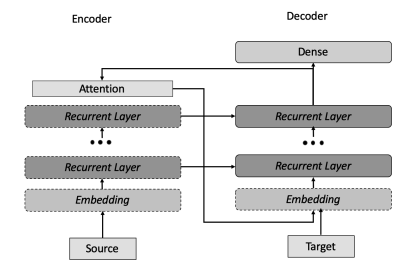 Encoder
Decoder
Dense
Attention
Recurrent Layer
Recurrent Layer
Recurrent Layer
Recurrent Layer
Embedding
Embedding
Source
Target